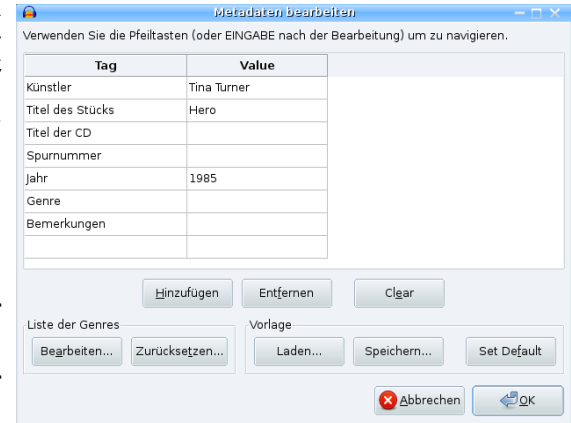 Metadaten bearbeiten
Verwenden Sie die Pfeiltasten (oder EINGABE nach der Bearbeitung) um zu navigieren.
Tag Value
Künstler Tina Turner
Titel des Stücks Hero
Titel der CD
Spurnummer
Jahr 1985
Genre
Bemerkungen
Hinzufügen Entfernen Clear
Liste der Genres Vorlage
Bearbeiten... Zurücksetzen... Laden... Speichern... Set Default
Abbrechen OK